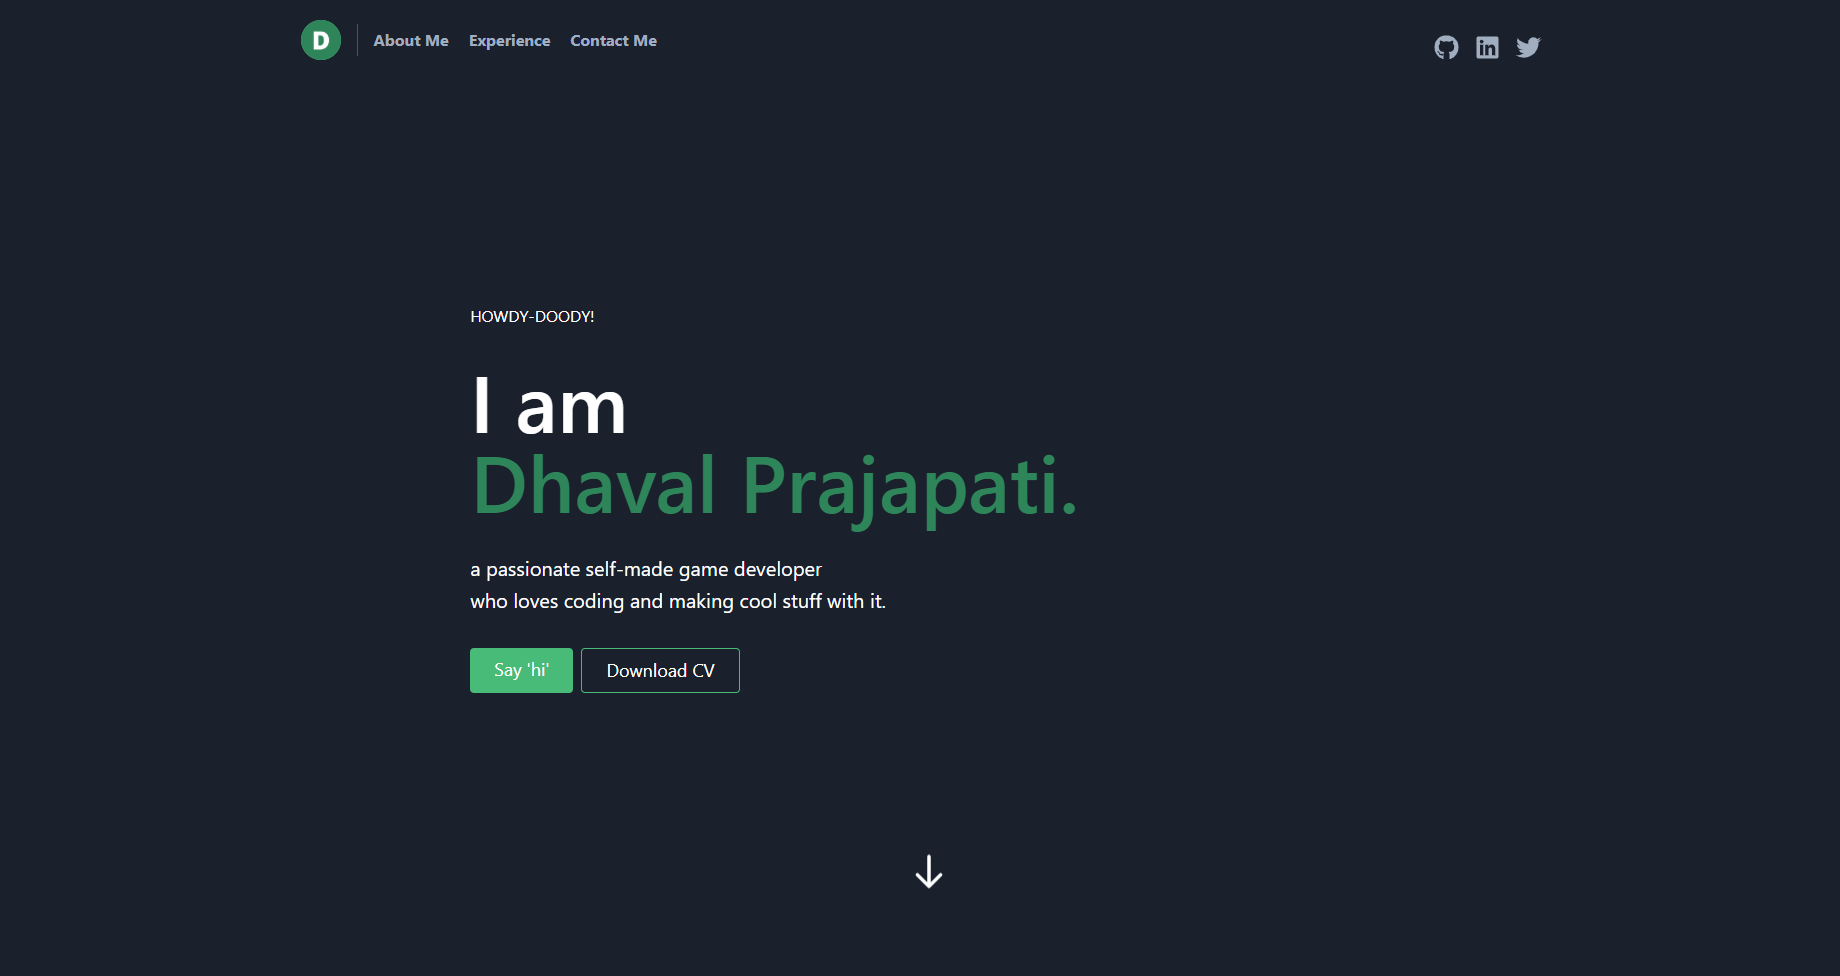 D
About Me
Experience
Contact Me
HOWDY-DOODY!
I am
Dhaval Prajapati.
a passionate self-made game developer
who loves coding and making cool stuff with it.
Say 'hi'
Download CV